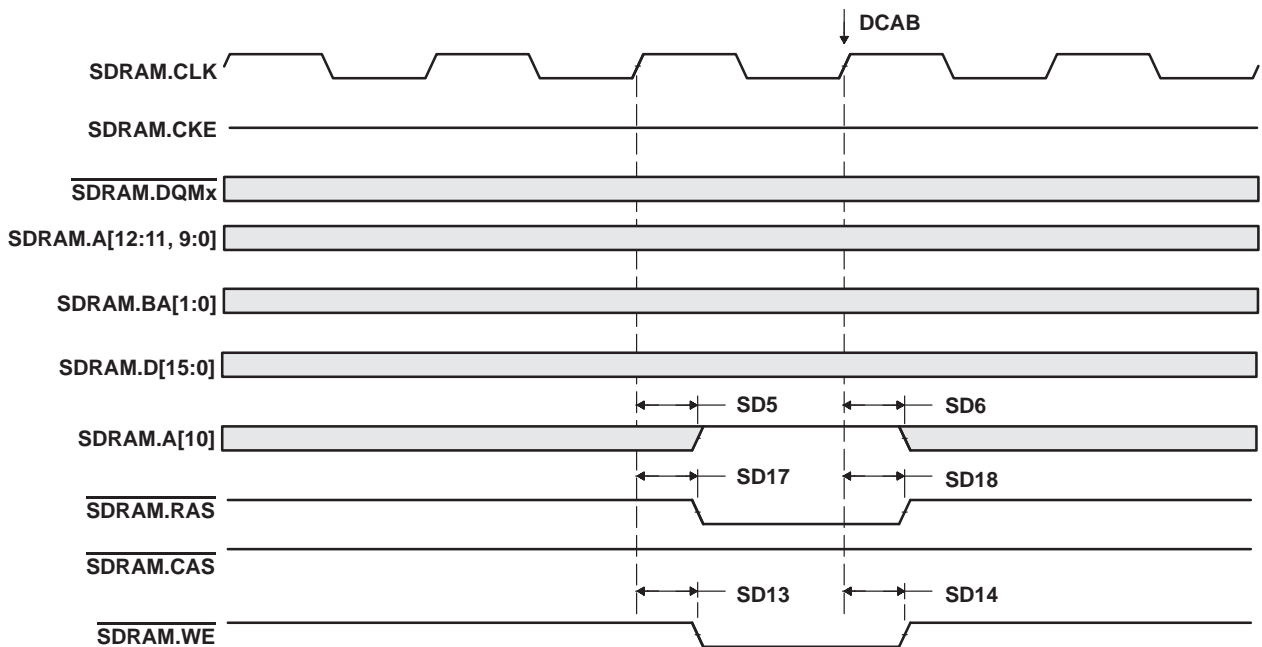 DCAB
SDRAM.CLK
SDRAM.CKE
SDRAM.DQMx
SDRAM.A[12:11, 9:0]
SDRAM.BA[1:0]
SDRAM.D[15:0]
SD5 SD6
SDRAM.A[10]
SD17 SD18
SDRAM.RAS
SDRAM.CAS
SD13 SD14
SDRAM.WE